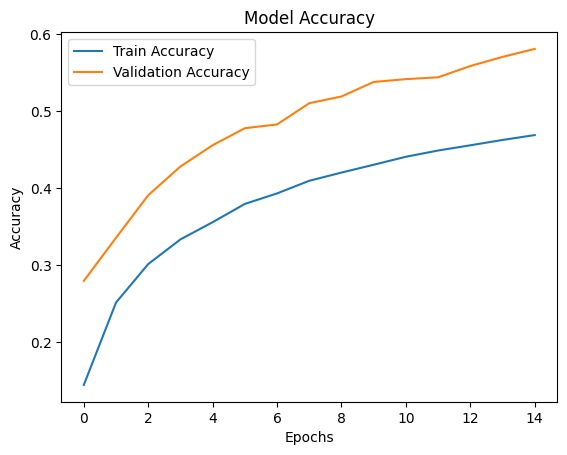 Model Accuracy
Train Accuracy
Validation Accuracy
0.6
0.5
0.4
0.3
0.2
Accuracy
0 2 4 6 8 10 12 14
Epochs